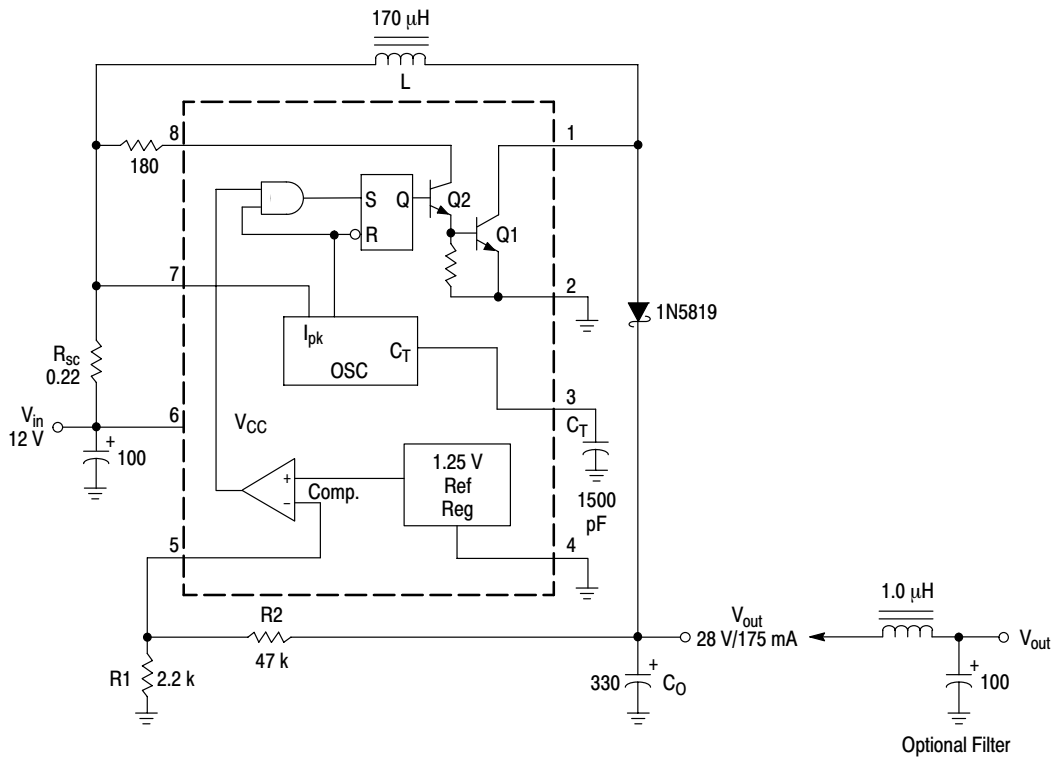 170 μH
L
8
180
1
S
Q
R
Q2
Q1
7
2
1N5819
Ipk
CT
OSC
Rsc
0.22
3
CT
Vin
12 V
6
VCC
100
+
1500
pF
+
−
Comp.
1.25 V
Ref
Reg
5
4
R2
47 k
R1
2.2 k
Vout
28 V/175 mA
1.0 μH
Vout
330
+
CO
+
100
Optional Filter